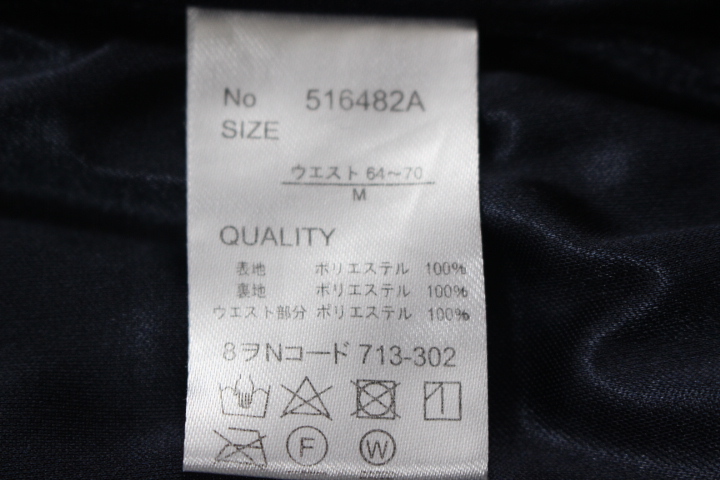 No 516482A
SIZE
ウエスト 64～70
M
QUALITY
表地 ポリエステル 100%
裏地 ポリエステル 100%
ウエスト部分 ポリエステル 100%
8ヲNコード 713-302
F W